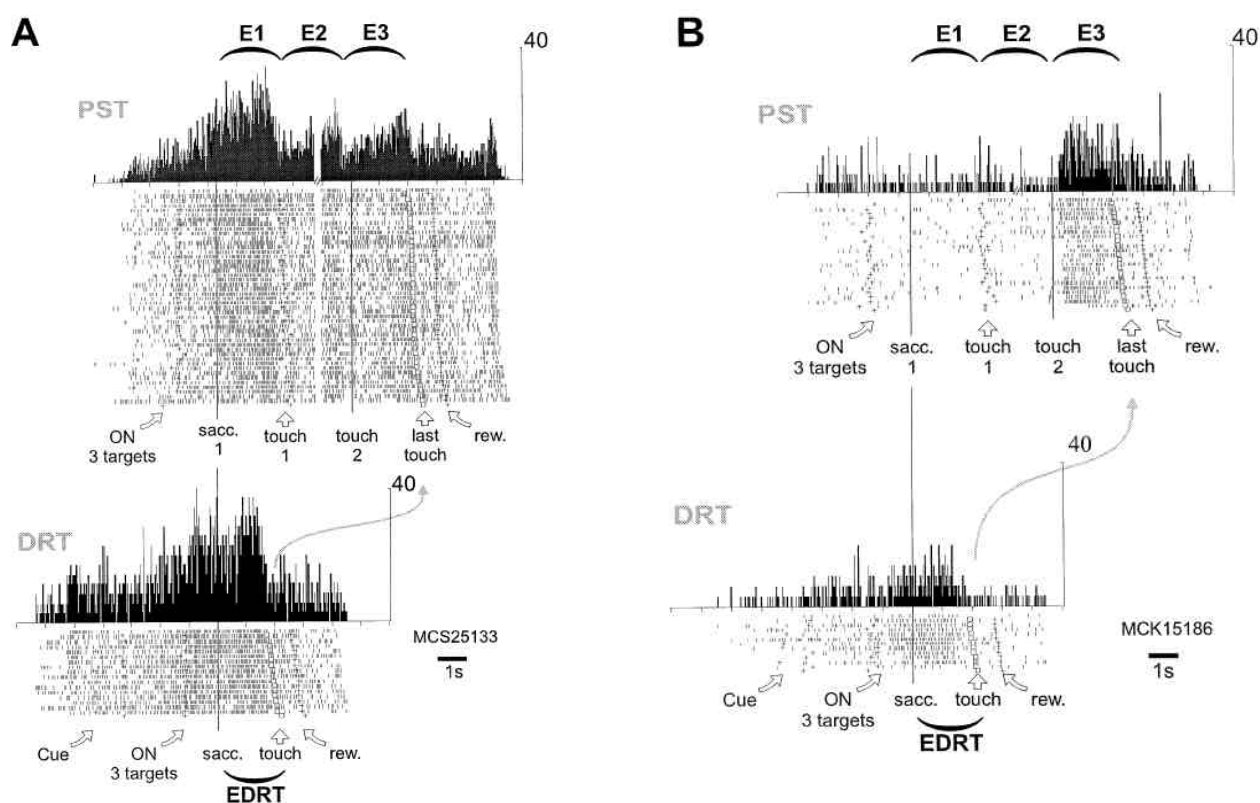 A
E1 E2 E3
40
PST
ON
3 targets
sacc.
1
touch
1
touch
2
last
touch
rew.
40
DRT
MCS25133
1s
Cue
ON
3 targets
sacc.
touch
rew.
EDRT
B
E1 E2 E3
40
PST
ON
3 targets
sacc.
1
touch
1
touch
2
last
touch
rew.
40
DRT
MCK15186
1s
Cue
ON
3 targets
sacc.
touch
rew.
EDRT